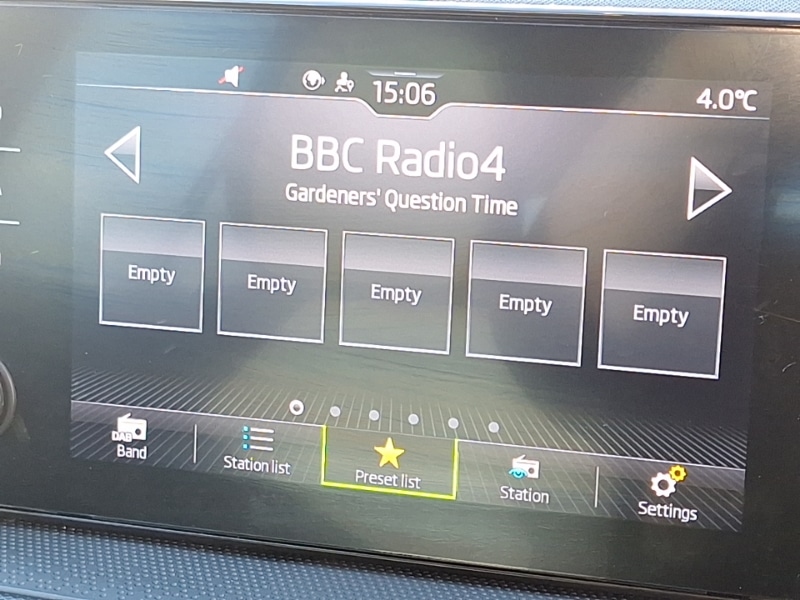 15:06
4.0°C
BBC Radio4
Gardeners' Question Time
Empty
Empty
Empty
Empty
Empty
DAB
Band
Station list
Preset list
Station
Settings